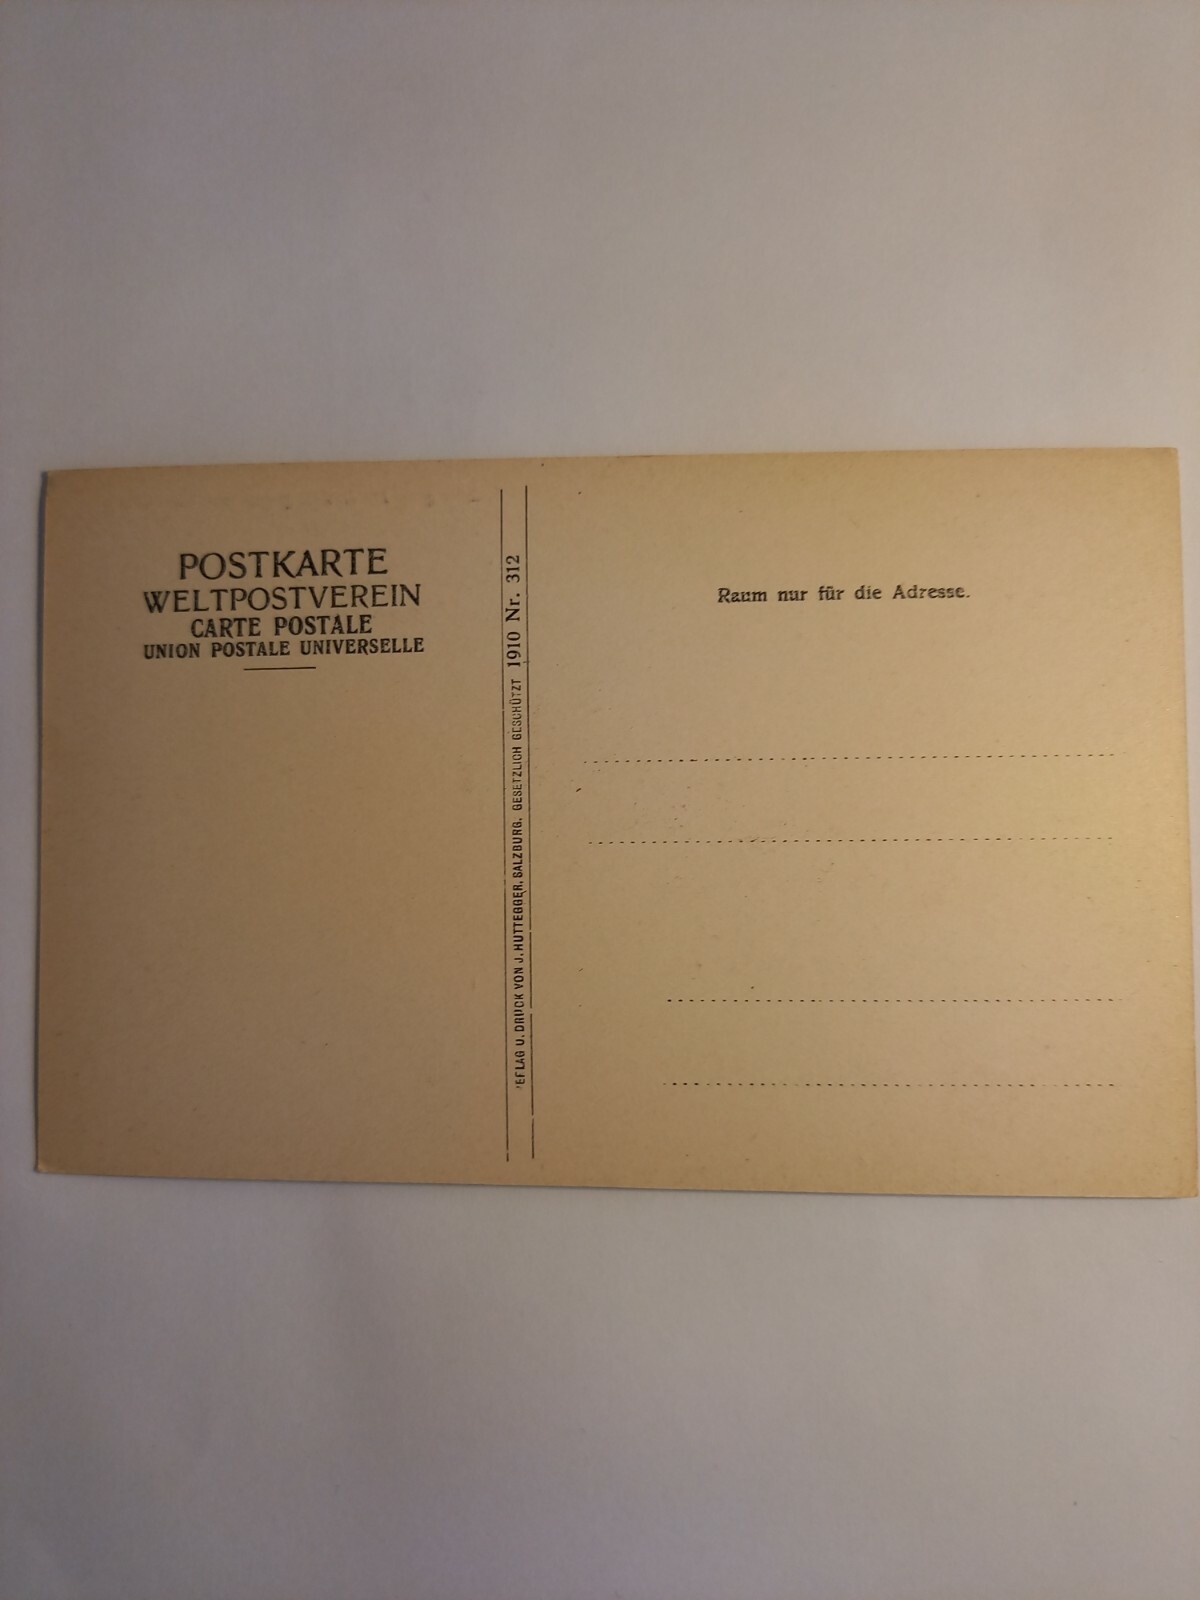 POSTKARTE
WELTPOSTVEREIN
CARTE POSTALE
UNION POSTALE UNIVERSELLE
U. DRUCK VON J. HUTTEGGER, SALZBURG. GESETZLICH GESCHÜTZT 1910 Nr. 312
Raum nur für die Adresse.